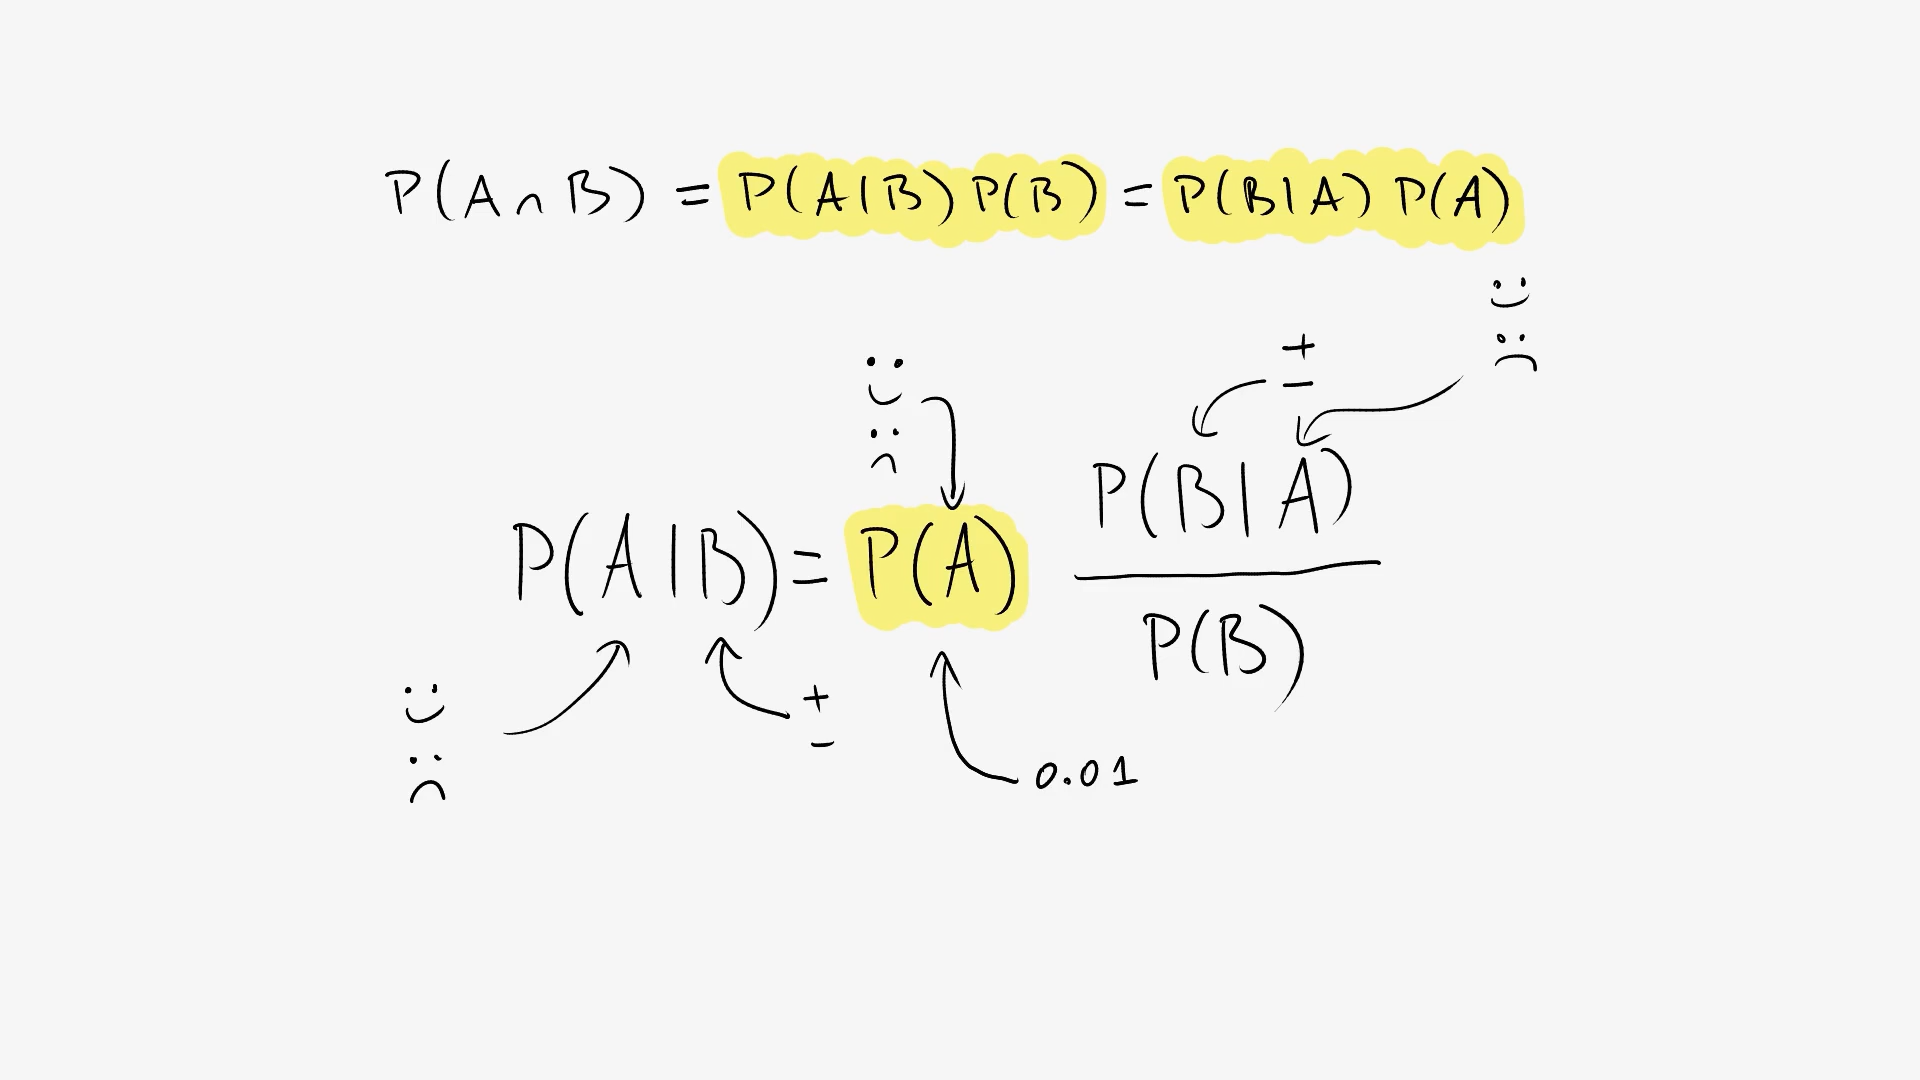 P(A∩B) = P(A|B) P(B) = P(B|A) P(A)
+
−
P(A|B) = P(A) P(B|A)
P(B)
+
−
0.01